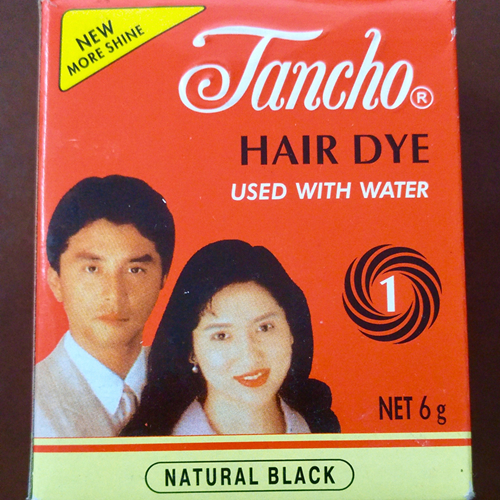 NEW
MORE SHINE
Tancho®
HAIR DYE
USED WITH WATER
1
NET 6 g
NATURAL BLACK